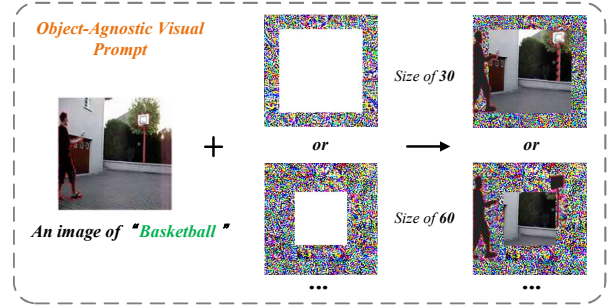 Object-Agnostic Visual
Prompt
Size of 30
+
or
or
Size of 60
An image of “Basketball ”
...
...